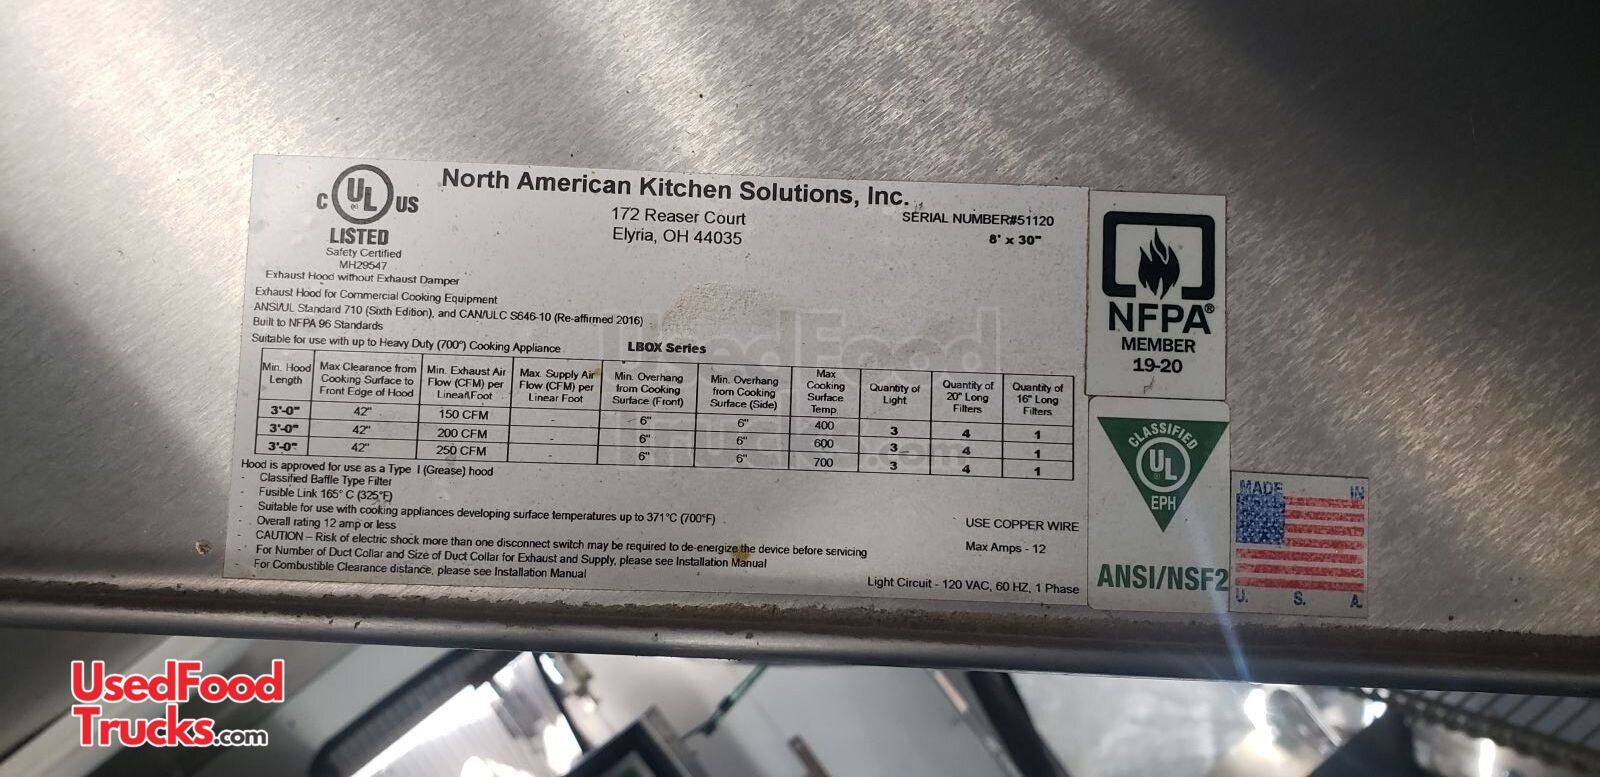 C UL US
LISTED
Safety Certified
MH29547
North American Kitchen Solutions, Inc.
172 Reaser Court
Elyria, OH 44035
SERIAL NUMBER#51120
8' x 30"
Exhaust Hood without Exhaust Damper
Exhaust Hood for Commercial Cooking Equipment
ANSI/UL Standard 710 (Sixth Edition), and CAN/ULC S646-10 (Re-affirmed 2016)
Built to NFPA 96 Standards
Suitable for use with up to Heavy Duty (700°) Cooking Appliance
LBOX Series
Min. Hood Length
Max Clearance from Cooking Surface to Front Edge of Hood
Min. Exhaust Air Flow (CFM) per Linear/Foot
Max. Supply Air Flow (CFM) per Linear Foot
Min. Overhang from Cooking Surface (Front)
Min. Overhang from Cooking Surface (Side)
Max Cooking Surface Temp.
Quantity of Light
Quantity of 20" Long Filters
Quantity of 16" Long Filters
3'-0" 42" 150 CFM - 6" 6" 400 3 4 1
3'-0" 42" 200 CFM - 6" 6" 600 3 4 1
3'-0" 42" 250 CFM - 6" 6" 700 3 4 1
Hood is approved for use as a Type I (Grease) hood
- Classified Baffle Type Filter
- Fusible Link 165° C (325°F)
- Suitable for use with cooking appliances developing surface temperatures up to 371°C (700°F)
- Overall rating 12 amp or less
- CAUTION – Risk of electric shock more than one disconnect switch may be required to de-energize the device before servicing
- For Number of Duct Collar and Size of Duct Collar for Exhaust and Supply, please see Installation Manual
- For Combustible Clearance distance, please see Installation Manual
USE COPPER WIRE
Max Amps - 12
Light Circuit - 120 VAC, 60 HZ, 1 Phase
NFPA®
MEMBER
19-20
CLASSIFIED
UL
EPH
ANSI/NSF2
MADE IN
U. S. A.
UsedFood
Trucks.com
UsedFood
Trucks.com